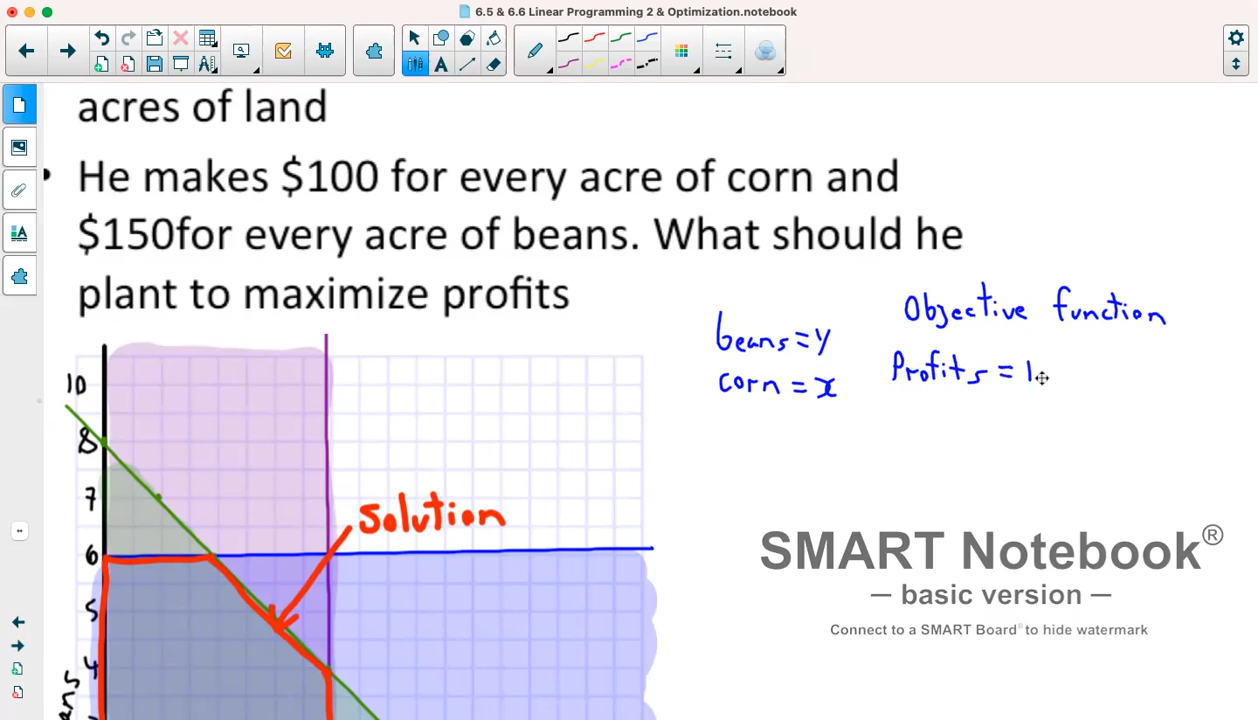 6.5 & 6.6 Linear Programming 2 & Optimization.notebook
A
acres of land
• He makes $100 for every acre of corn and
$150for every acre of beans. What should he
plant to maximize profits
Objective function
beans = y
Profits = 1
corn = x
10
8
7
Solution
6
5
4
SMART Notebook®
— basic version —
Connect to a SMART Board® to hide watermark